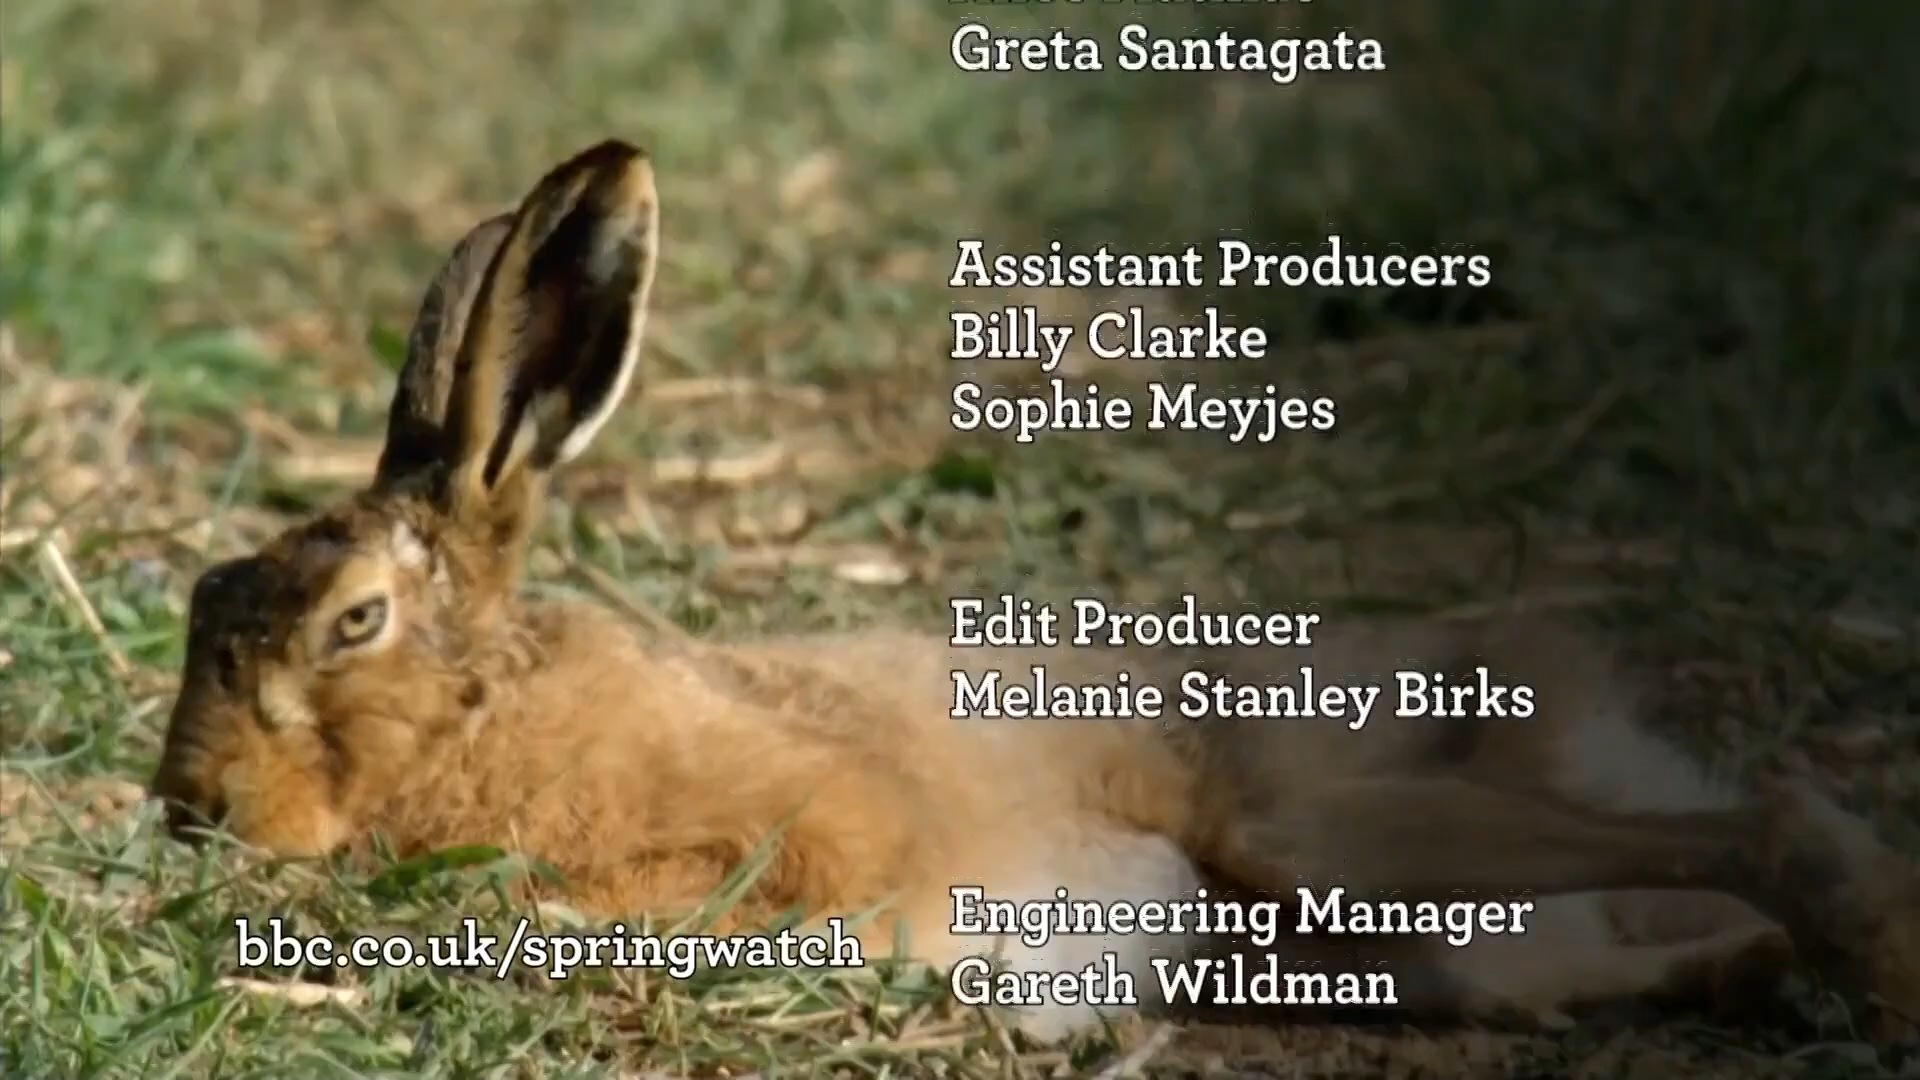 Greta Santagata
Assistant Producers
Billy Clarke
Sophie Meyjes
Edit Producer
Melanie Stanley Birks
Engineering Manager
Gareth Wildman
bbc.co.uk/springwatch